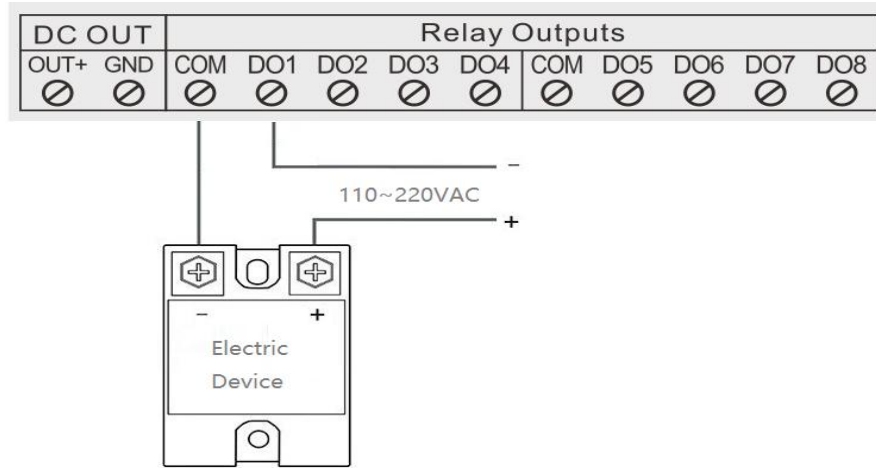 DC OUT Relay Outputs
OUT+ GND COM DO1 DO2 DO3 DO4 COM DO5 DO6 DO7 DO8
-
110~220VAC
+
- +
Electric
Device